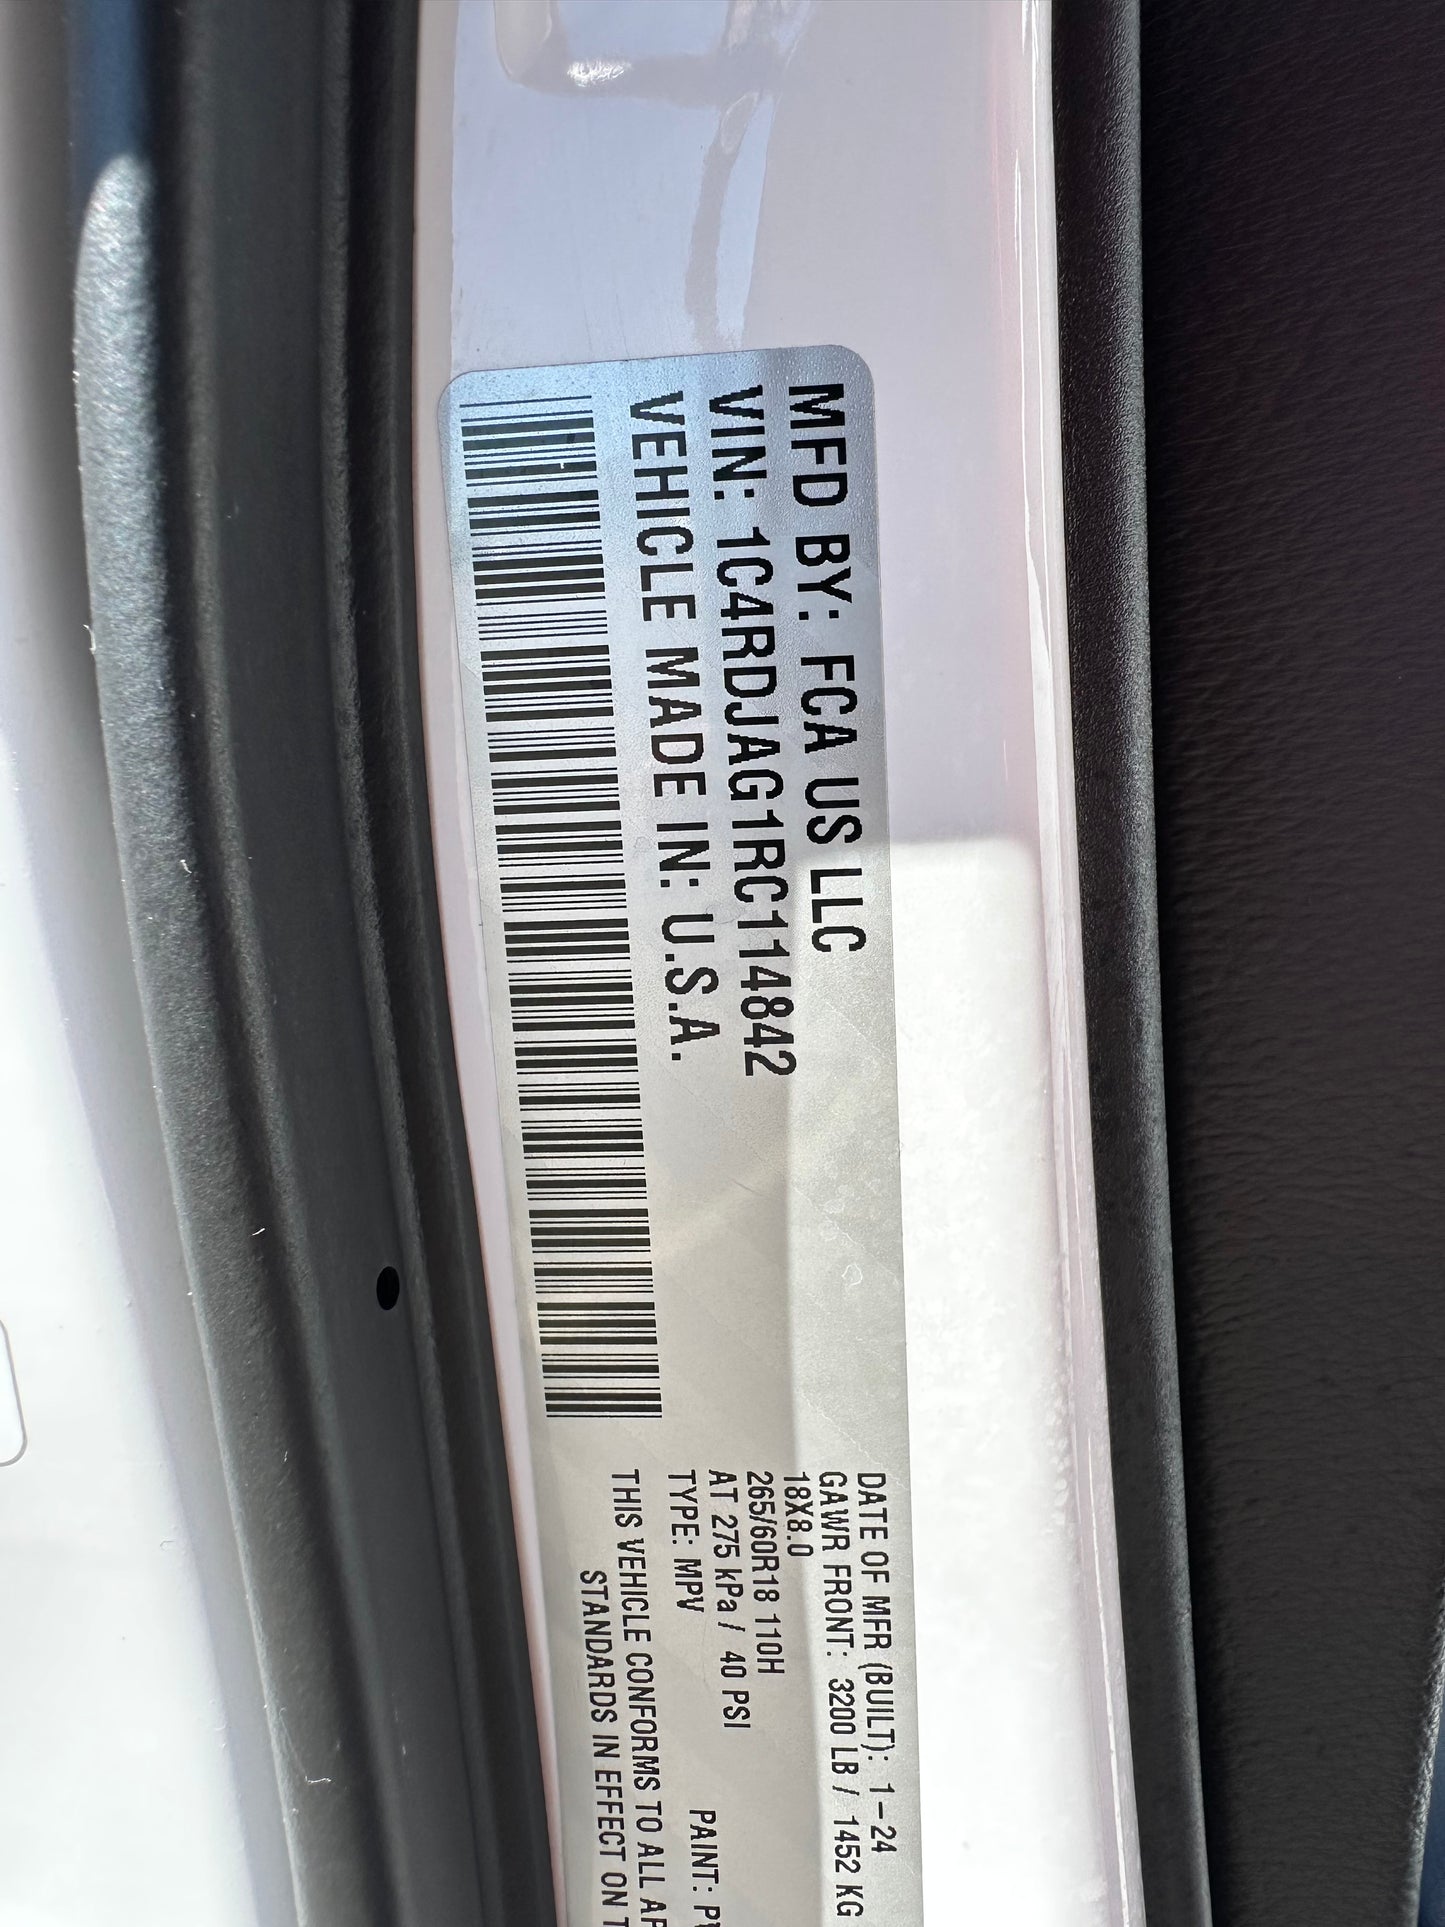 MFD BY: FCA US LLC
VIN: 1C4RDJAG1RC114842
VEHICLE MADE IN: U.S.A.
DATE OF MFR (BUILT): 1-24
GAWR FRONT: 3200 LB / 1452 KG
18X8.0
265/60R18 110H
AT 275 kPa / 40 PSI
TYPE: MPV PAINT:
THIS VEHICLE CONFORMS TO ALL
STANDARDS IN EFFECT ON